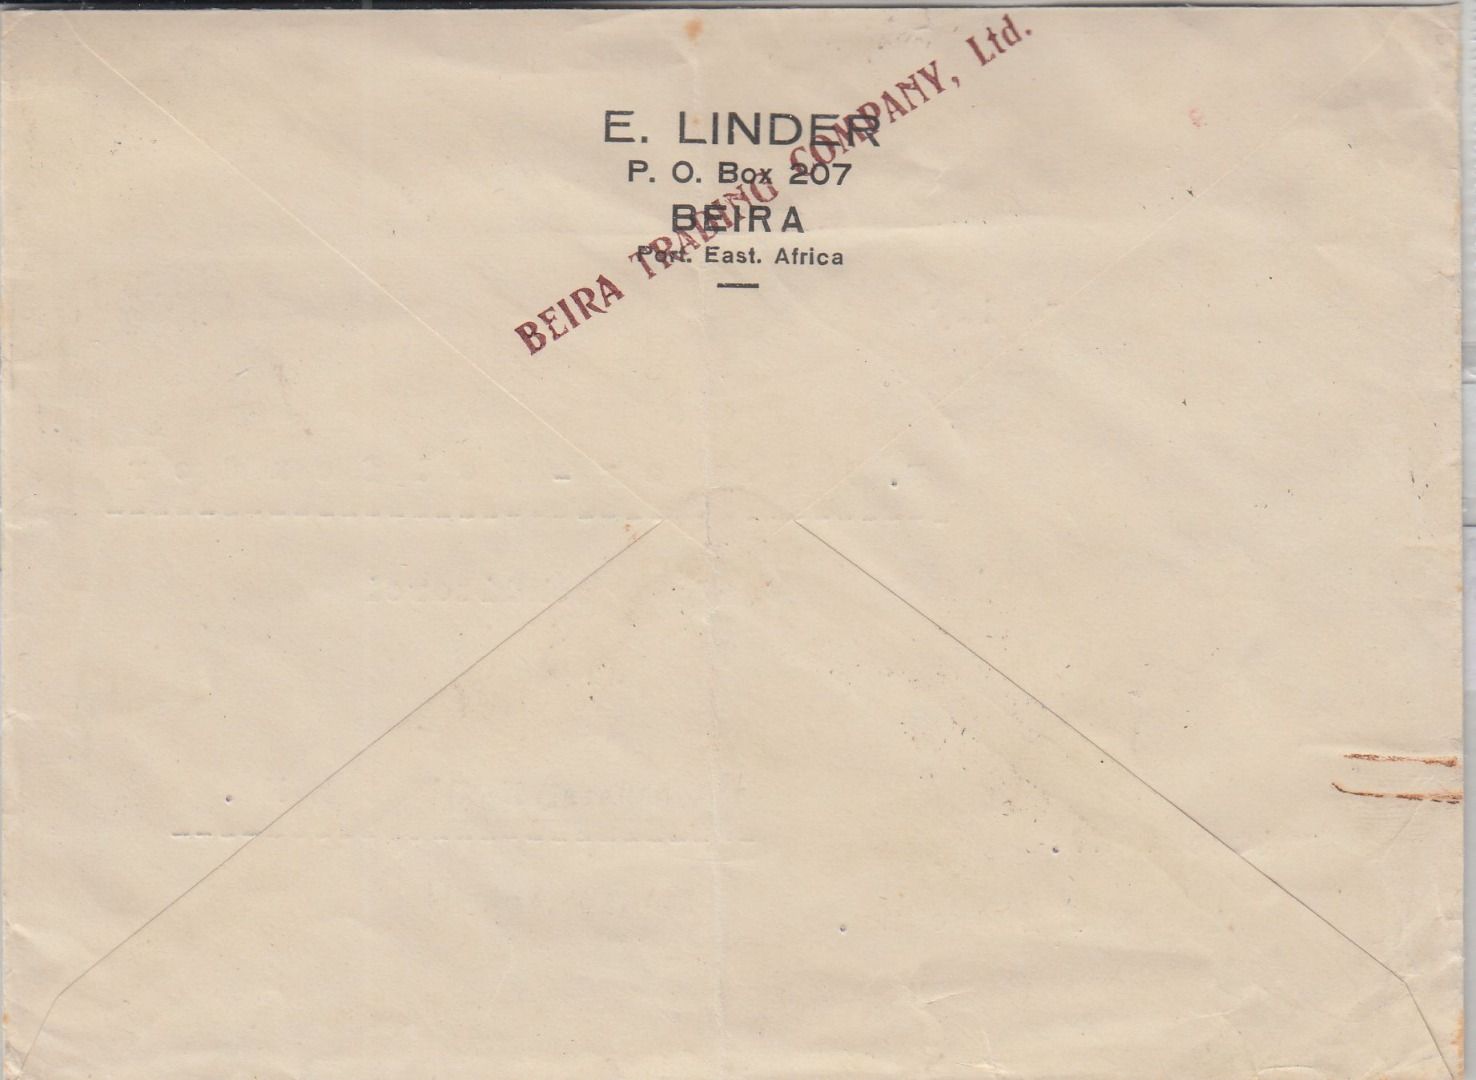 E. LINDER
P. O. Box 207
BEIRA
Port. East. Africa
BEIRA TRADING COMPANY, Ltd.